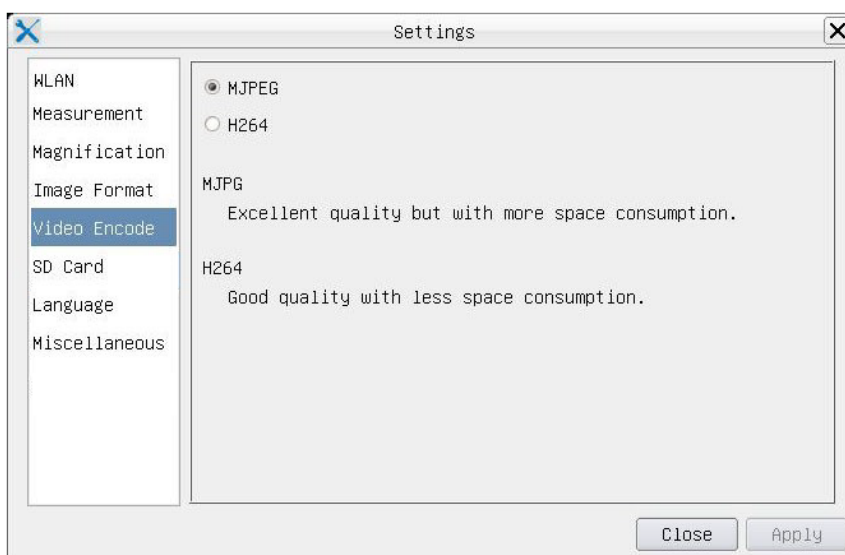 Settings
WLAN
Measurement
Magnification
Image Format
Video Encode
SD Card
Language
Miscellaneous
MJPEG
H264
MJPG
Excellent quality but with more space consumption.
H264
Good quality with less space consumption.
Close
Apply